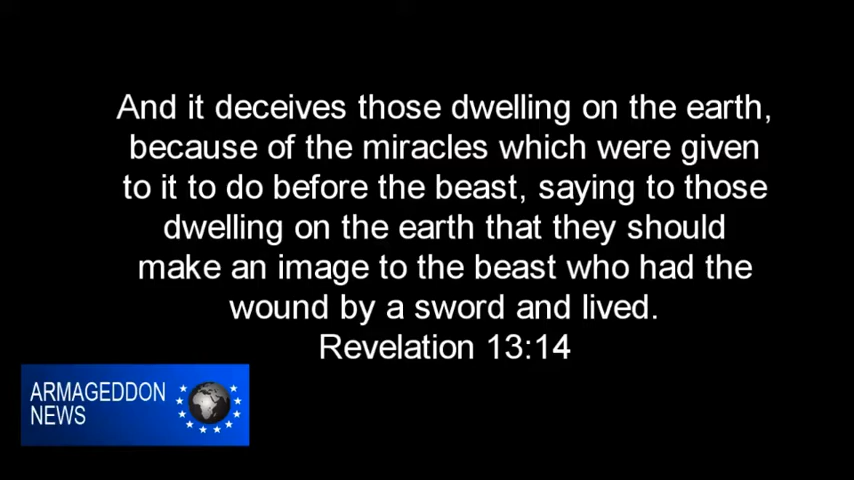 And it deceives those dwelling on the earth,
because of the miracles which were given
to it to do before the beast, saying to those
dwelling on the earth that they should
make an image to the beast who had the
wound by a sword and lived.
Revelation 13:14
ARMAGEDDON
NEWS